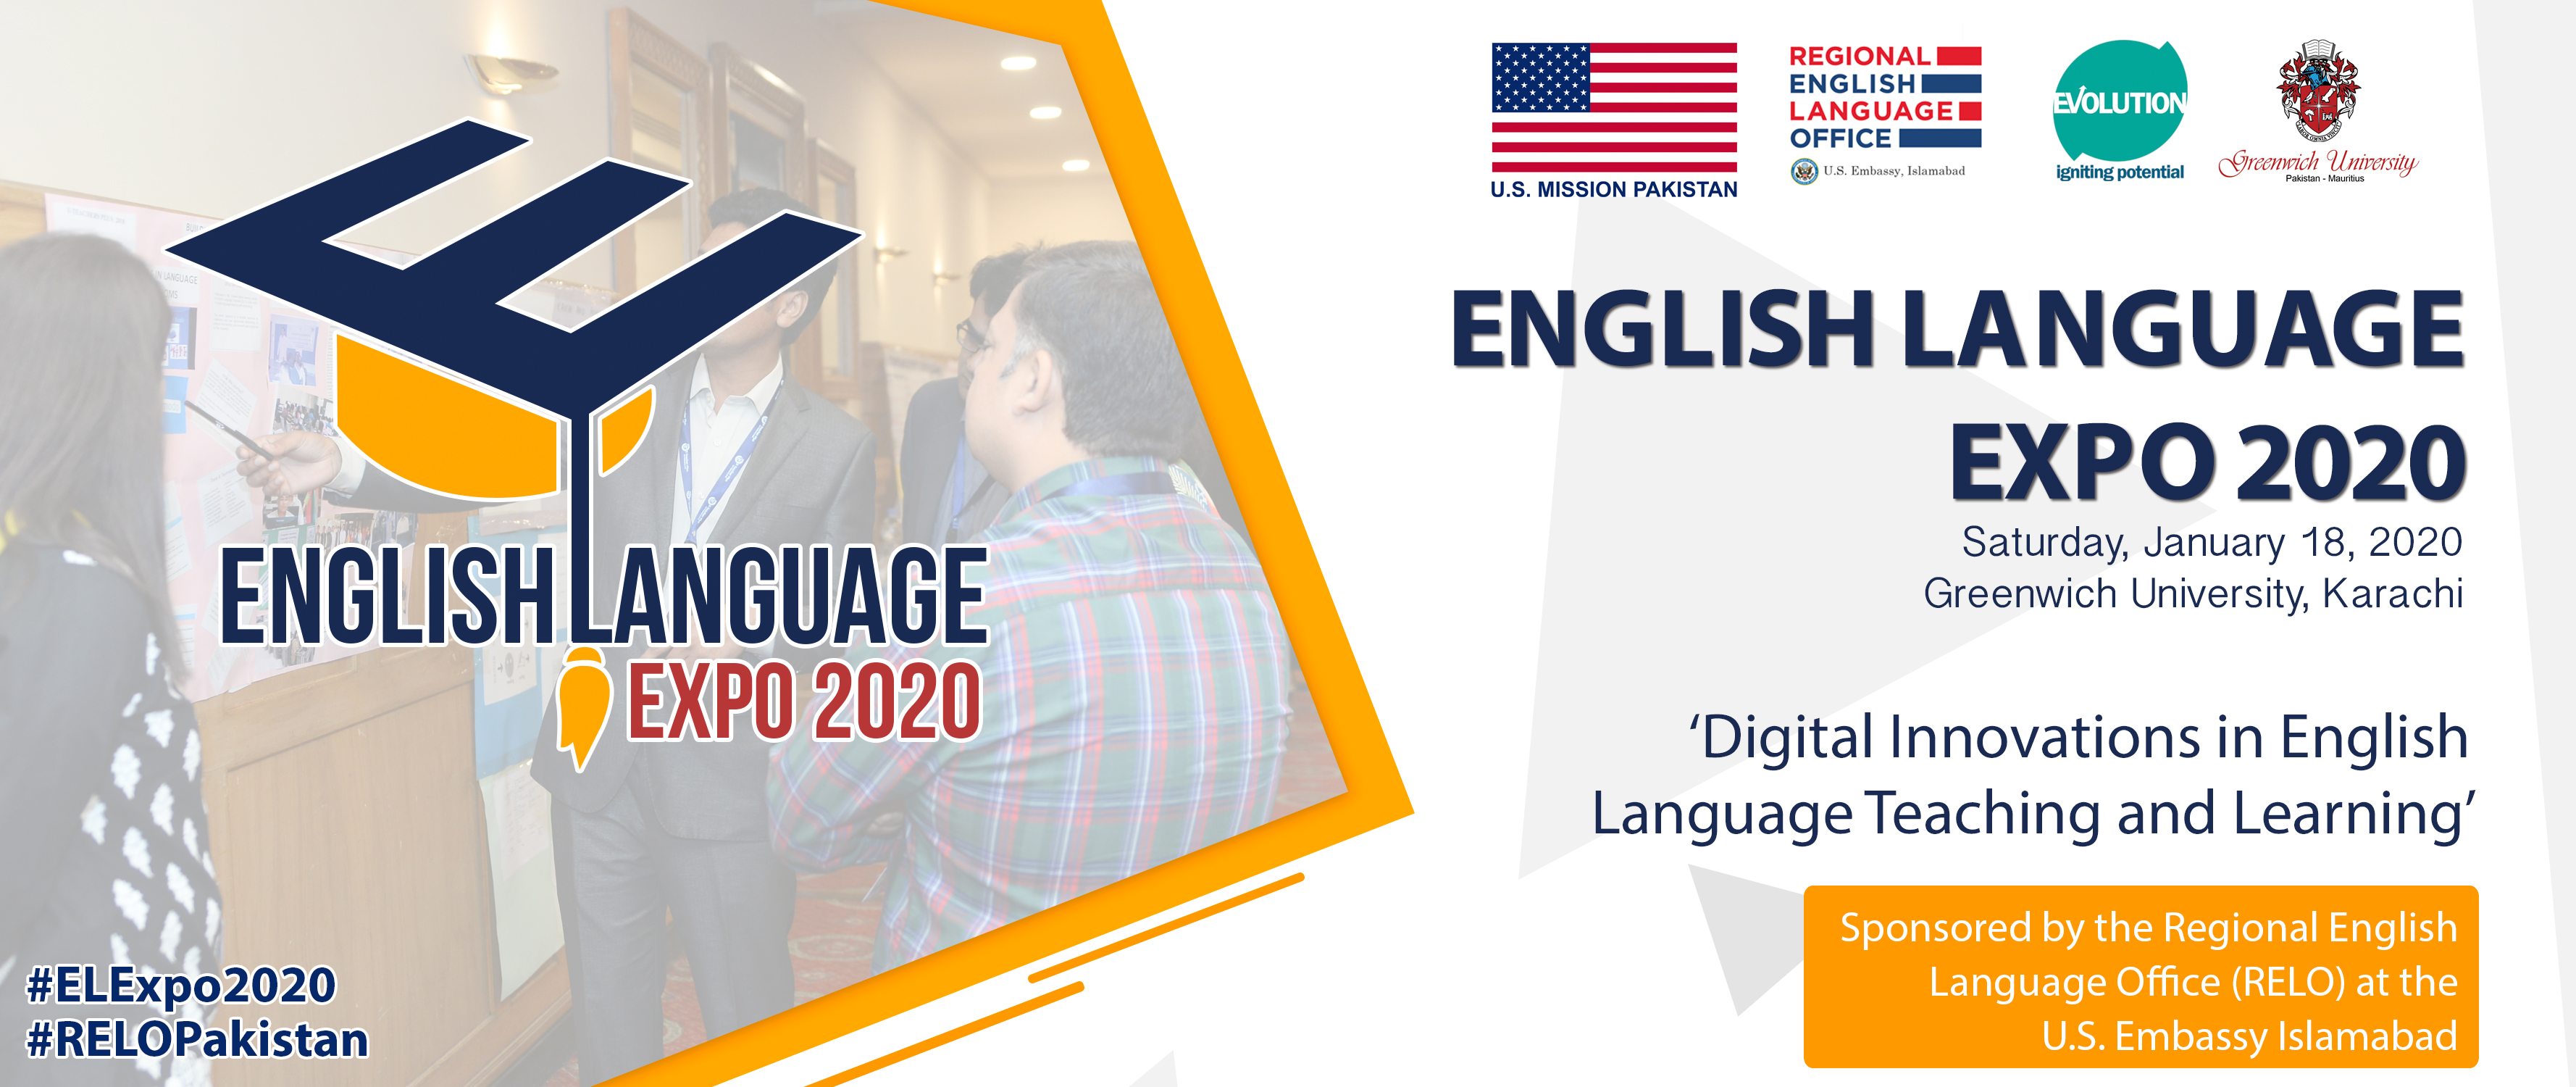 U.S. MISSION PAKISTAN
REGIONAL
ENGLISH
LANGUAGE
OFFICE
U.S. Embassy, Islamabad
EVOLUTION
igniting potential
Greenwich University
Pakistan - Mauritius
ENGLISH LANGUAGE
EXPO 2020
Saturday, January 18, 2020
Greenwich University, Karachi
‘Digital Innovations in English
Language Teaching and Learning’
Sponsored by the Regional English
Language Office (RELO) at the
U.S. Embassy Islamabad
ENGLISH LANGUAGE
EXPO 2020
#ELExpo2020
#RELOPakistan